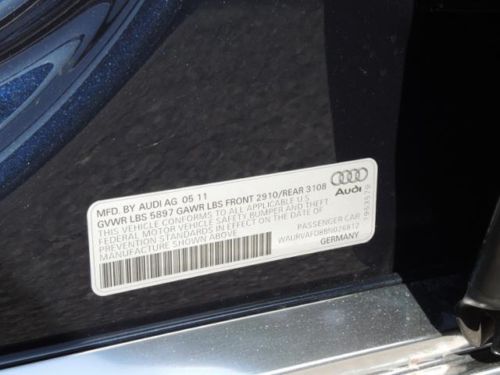 MFD. BY AUDI AG 05 11
GVWR LBS 5897 GAWR LBS FRONT 2910/REAR 3108
THIS VEHICLE CONFORMS TO ALL APPLICABLE U.S.
FEDERAL MOTOR VEHICLE SAFETY, BUMPER AND THEFT
PREVENTION STANDARDS IN EFFECT ON THE DATE OF
MANUFACTURE SHOWN ABOVE.
PASSENGER CAR
GERMANY
Audi